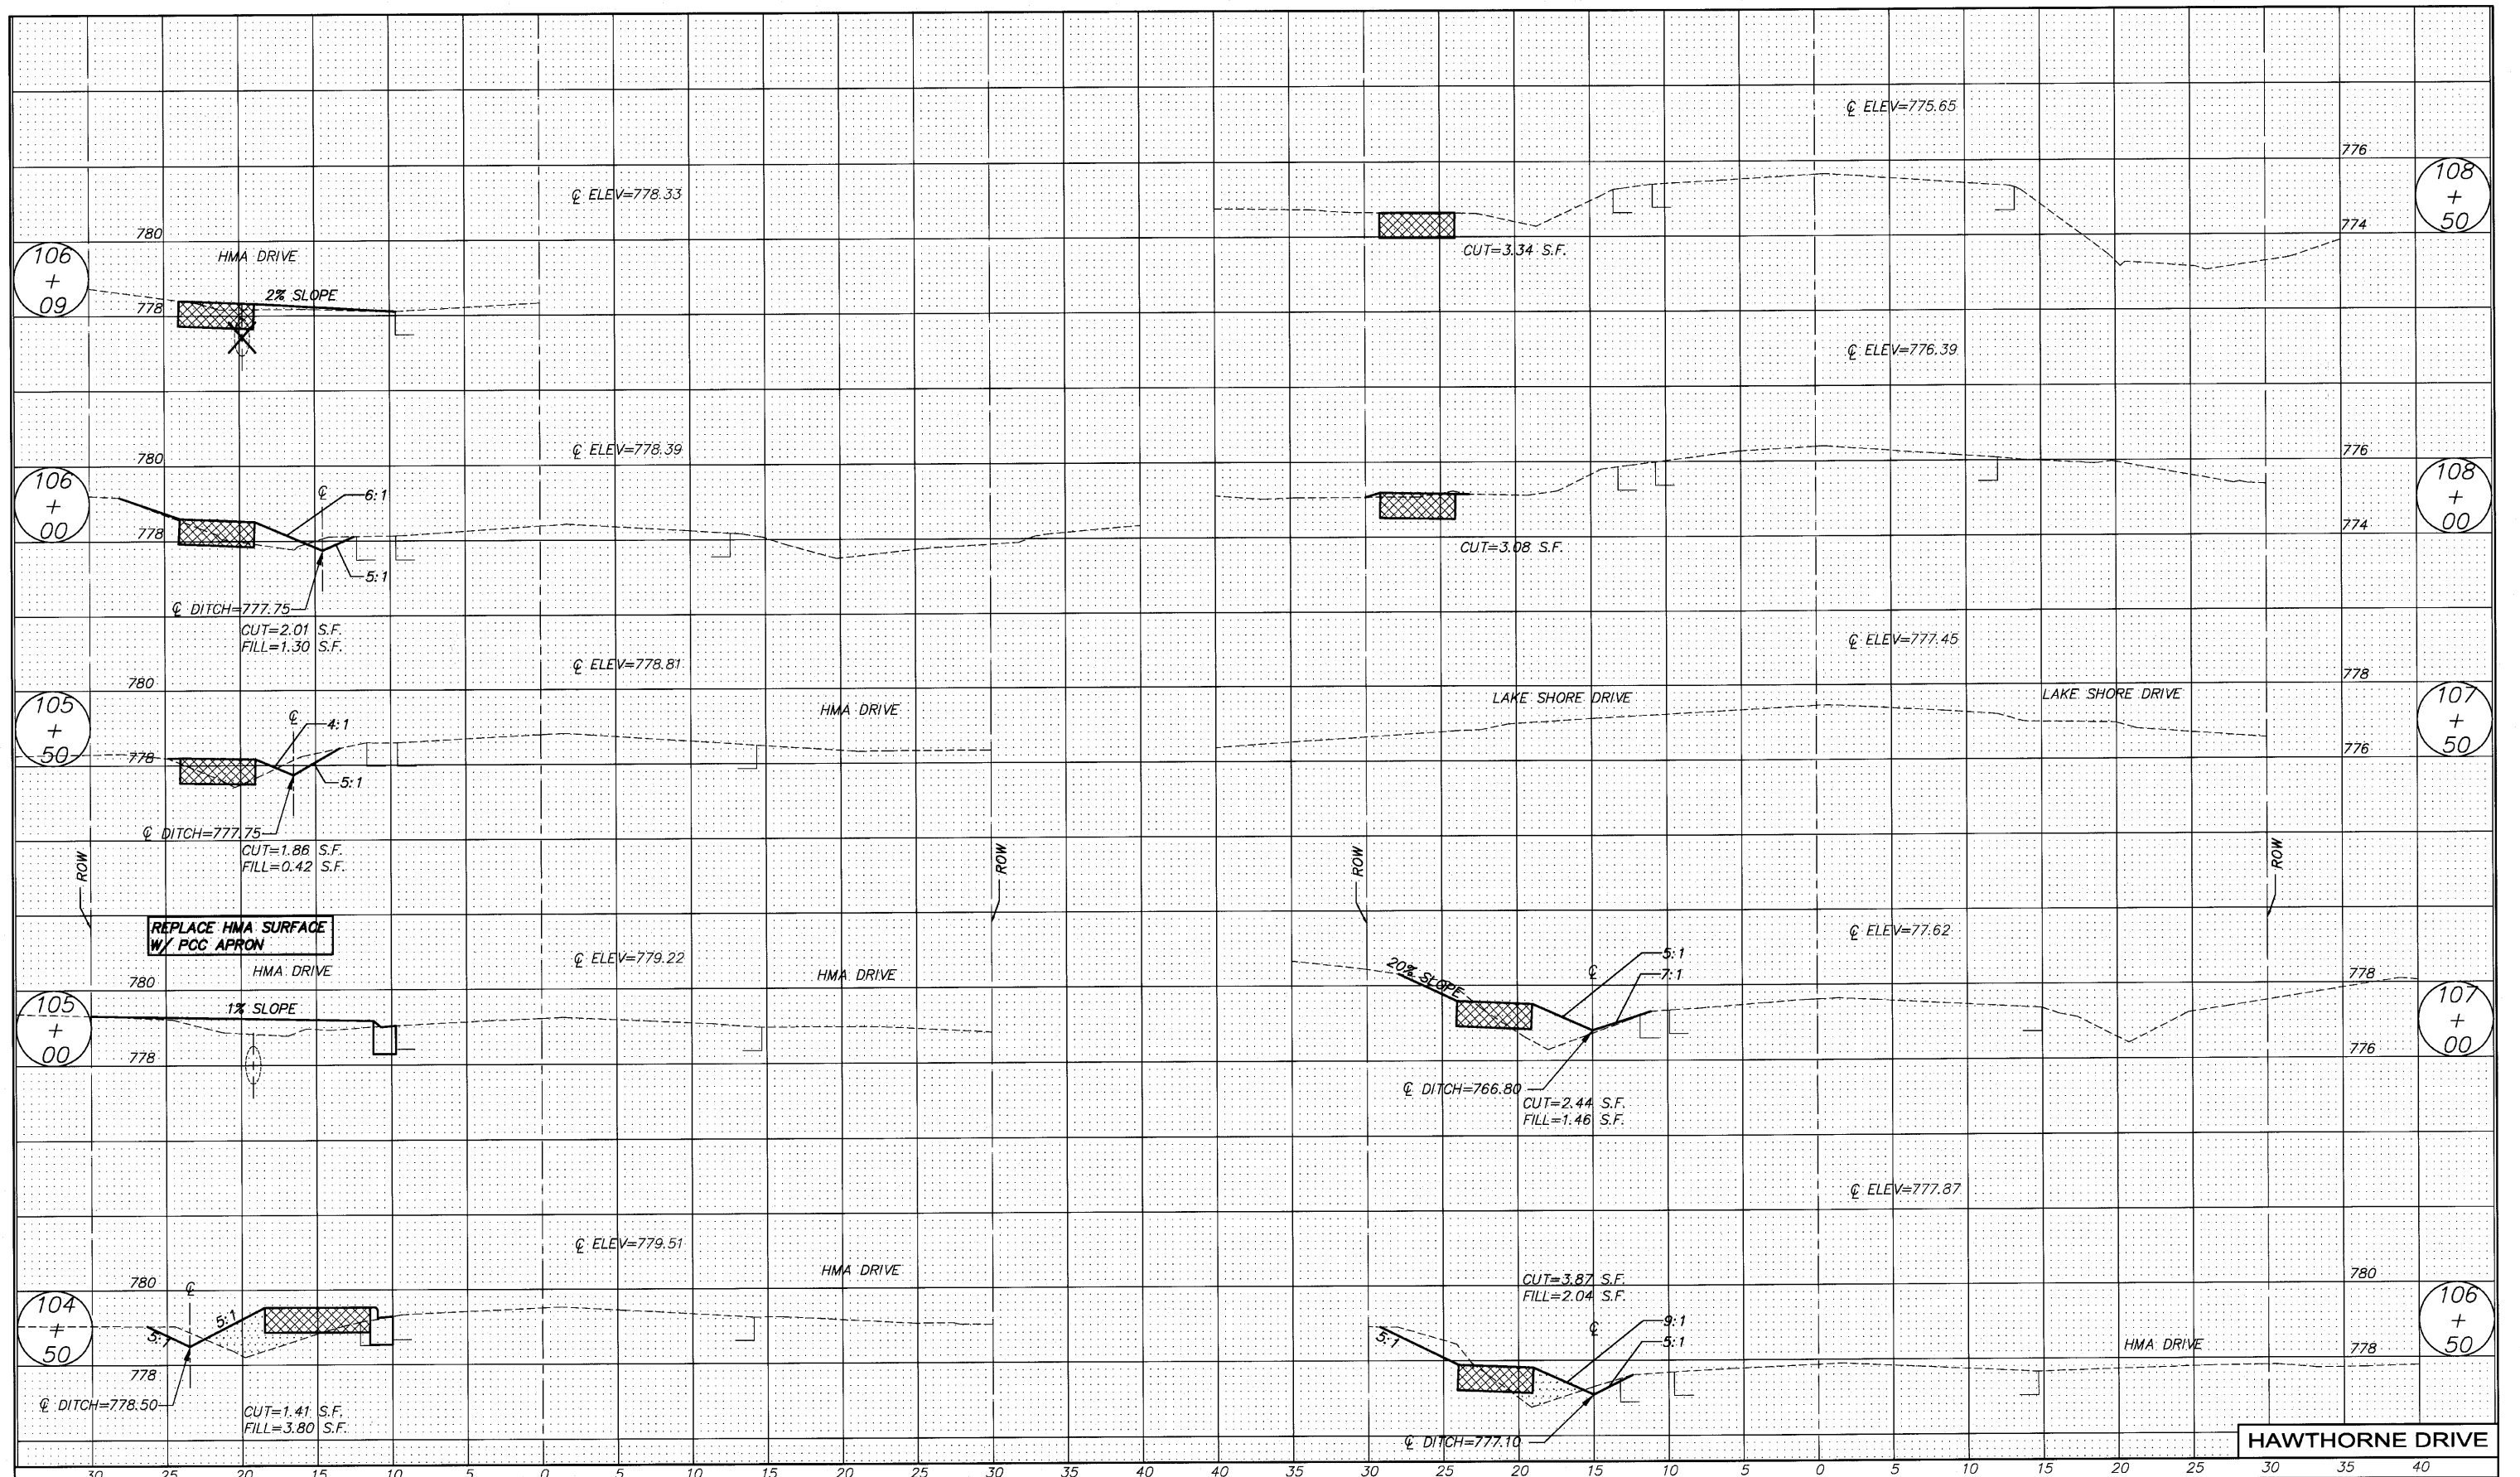 ℄ ELEV=778.33
780
106
+
09
HMA DRIVE
2% SLOPE
778
℄ ELEV=778.39
780
106
+
00
℄
6:1
778
5:1
℄ DITCH=777.75
CUT=2.01 S.F.
FILL=1.30 S.F.
℄ ELEV=778.81
780
105
+
50
℄
4:1
HMA DRIVE
778
5:1
℄ DITCH=777.75
CUT=1.86 S.F.
FILL=0.42 S.F.
ROW
ROW
REPLACE HMA SURFACE
W/ PCC APRON
HMA DRIVE
℄ ELEV=779.22
HMA DRIVE
780
105
+
00
1% SLOPE
778
℄ ELEV=779.51
HMA DRIVE
780
104
+
50
℄
5:1
5:1
778
℄ DITCH=778.50
CUT=1.41 S.F.
FILL=3.80 S.F.
℄ ELEV=775.65
776
108
+
50
774
CUT=3.34 S.F.
℄ ELEV=776.39
776
108
+
00
774
CUT=3.08 S.F.
℄ ELEV=777.45
778
LAKE SHORE DRIVE
LAKE SHORE DRIVE
107
+
50
776
ROW
ROW
℄ ELEV=77.62
5:1
℄
7:1
20% SLOPE
778
107
+
00
776
℄ DITCH=766.80
CUT=2.44 S.F.
FILL=1.46 S.F.
℄ ELEV=777.87
CUT=3.87 S.F.
FILL=2.04 S.F.
780
106
+
50
9:1
℄
5:1
5:1
HMA DRIVE
778
℄ DITCH=777.10
HAWTHORNE DRIVE
30 25 20 15 10 5 0 5 10 15 20 25 30 35 40 40 35 30 25 20 15 10 5 0 5 10 15 20 25 30 35 40